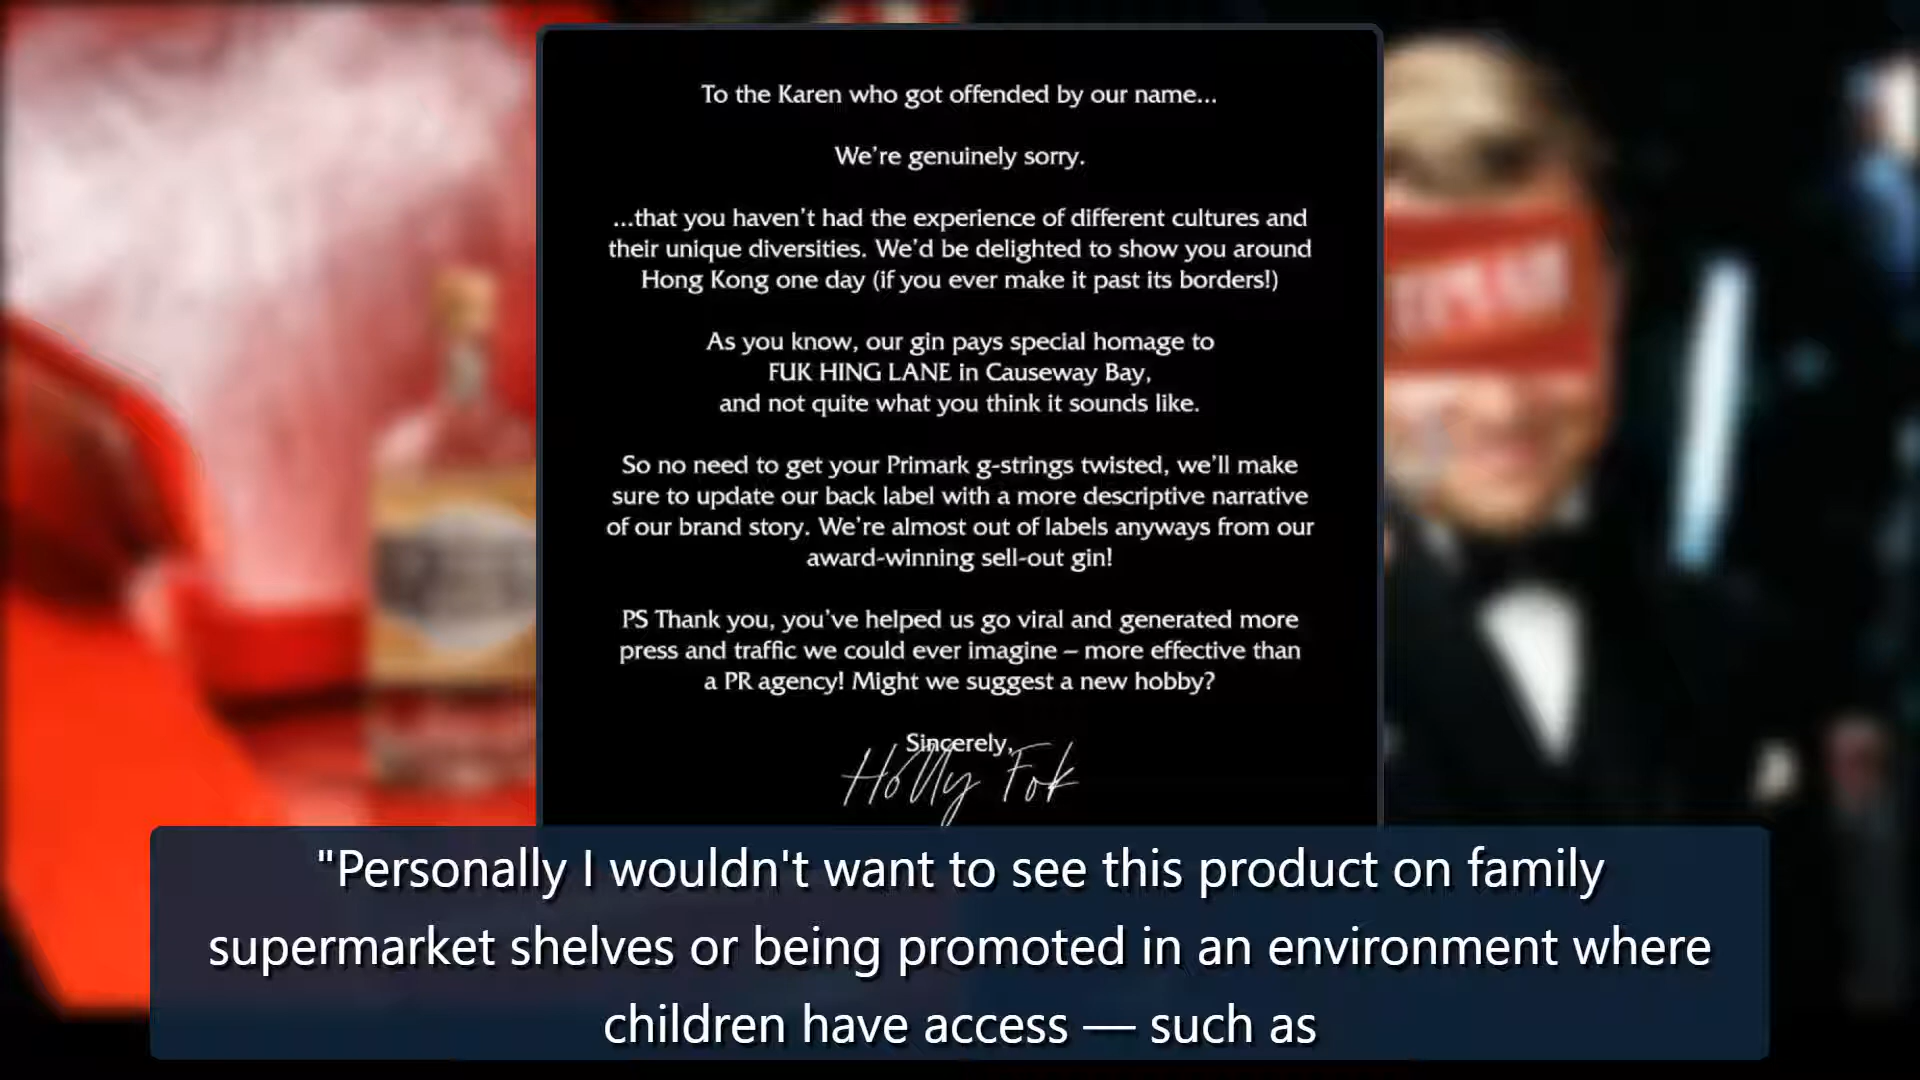 To the Karen who got offended by our name...
We're genuinely sorry.
...that you haven't had the experience of different cultures and
their unique diversities. We'd be delighted to show you around
Hong Kong one day (if you ever make it past its borders!)
As you know, our gin pays special homage to
FUK HING LANE in Causeway Bay,
and not quite what you think it sounds like.
So no need to get your Primark g-strings twisted, we'll make
sure to update our back label with a more descriptive narrative
of our brand story. We're almost out of labels anyways from our
award-winning sell-out gin!
PS Thank you, you've helped us go viral and generated more
press and traffic we could ever imagine – more effective than
a PR agency! Might we suggest a new hobby?
Sincerely,
Holly Fok
"Personally I wouldn't want to see this product on family
supermarket shelves or being promoted in an environment where
children have access — such as